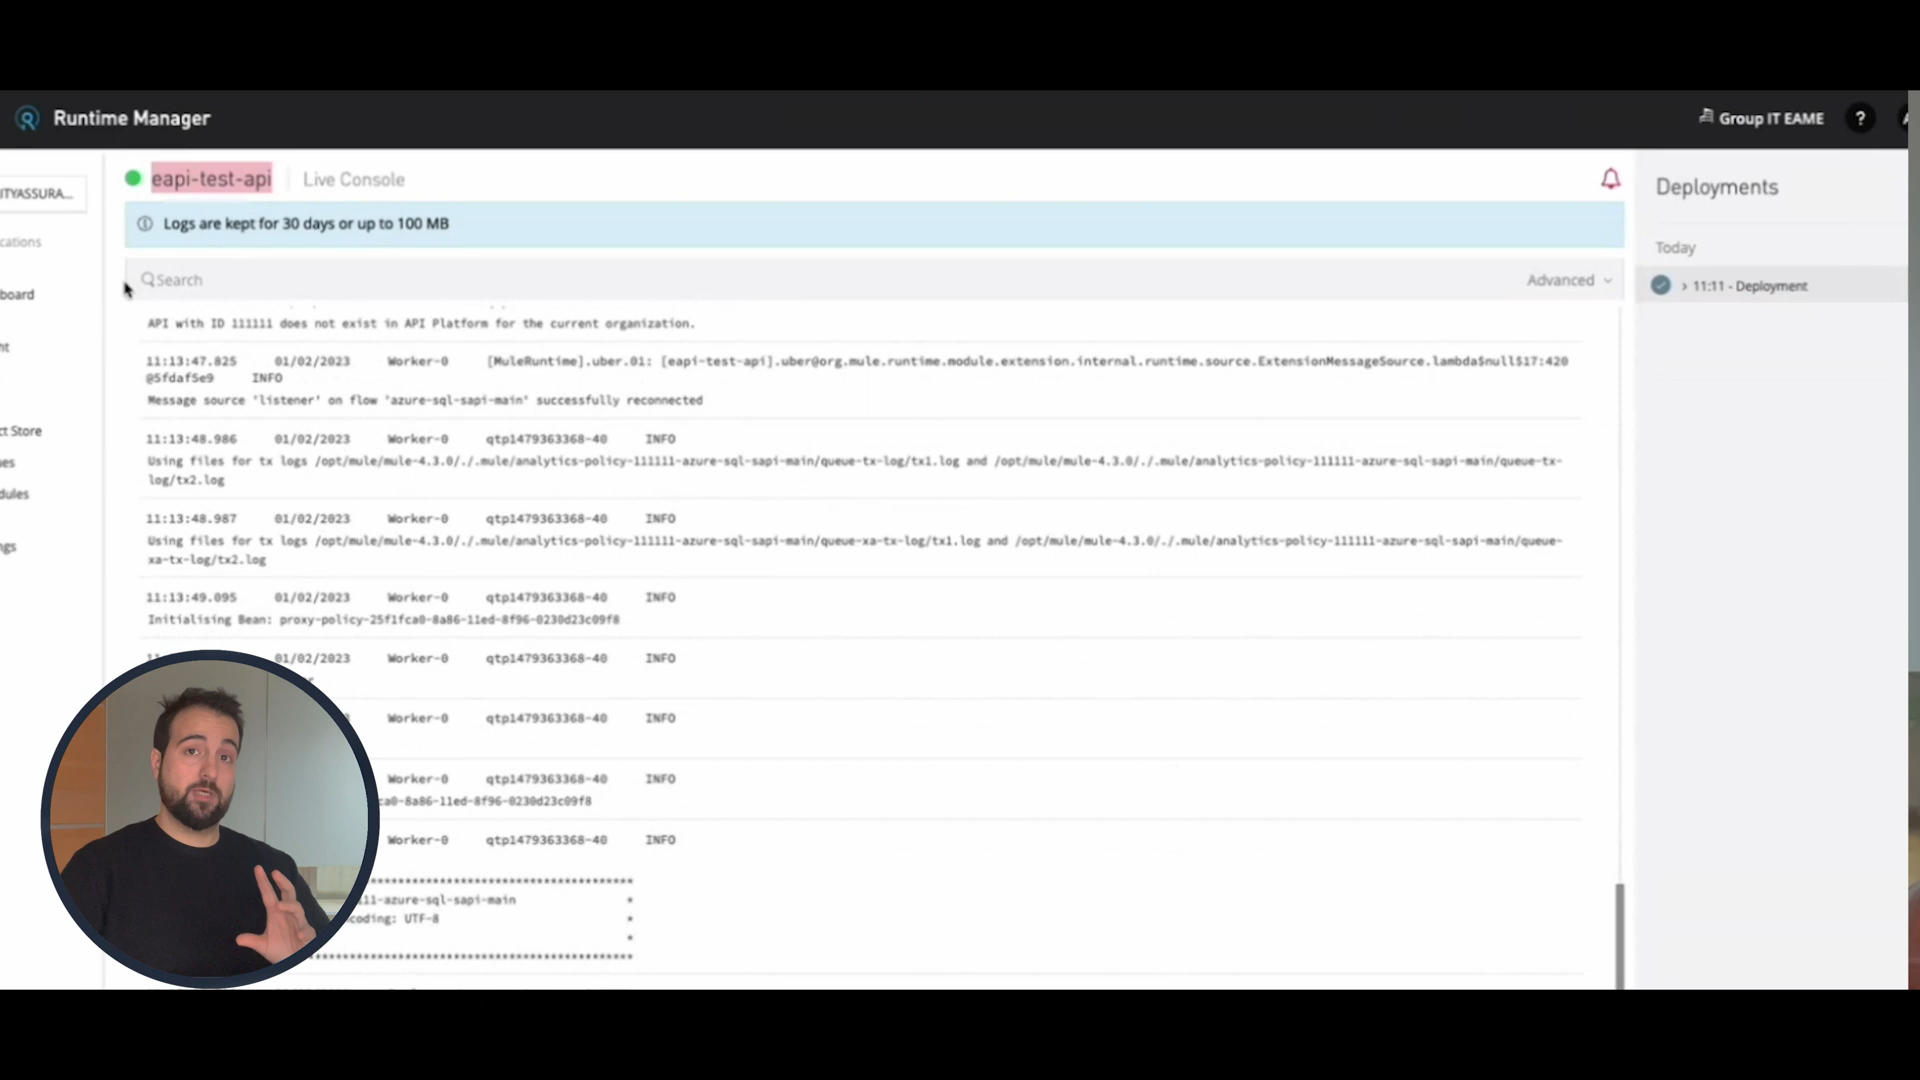 Runtime Manager
Group IT EAME
?
ITYASSURA...
cations
board
ht
ct Store
es
dules
ngs
eapi-test-api
Live Console
Logs are kept for 30 days or up to 100 MB
Search
Advanced
API with ID 111111 does not exist in API Platform for the current organization.
11:13:47.825 01/02/2023 Worker-0 [MuleRuntime].uber.01: [eapi-test-api].uber@org.mule.runtime.module.extension.internal.runtime.source.ExtensionMessageSource.lambda$null$17:420
@5fdaf5e9 INFO
Message source 'listener' on flow 'azure-sql-sapi-main' successfully reconnected
11:13:48.986 01/02/2023 Worker-0 qtp1479363368-40 INFO
Using files for tx logs /opt/mule/mule-4.3.0/./.mule/analytics-policy-111111-azure-sql-sapi-main/queue-tx-log/tx1.log and /opt/mule/mule-4.3.0/./.mule/analytics-policy-111111-azure-sql-sapi-main/queue-tx-
log/tx2.log
11:13:48.987 01/02/2023 Worker-0 qtp1479363368-40 INFO
Using files for tx logs /opt/mule/mule-4.3.0/./.mule/analytics-policy-111111-azure-sql-sapi-main/queue-xa-tx-log/tx1.log and /opt/mule/mule-4.3.0/./.mule/analytics-policy-111111-azure-sql-sapi-main/queue-
xa-tx-log/tx2.log
11:13:49.095 01/02/2023 Worker-0 qtp1479363368-40 INFO
Initialising Bean: proxy-policy-25f1fca0-8a86-11ed-8f96-0230d23c09f8
01/02/2023 Worker-0 qtp1479363368-40 INFO
Worker-0 qtp1479363368-40 INFO
Worker-0 qtp1479363368-40 INFO
ca0-8a86-11ed-8f96-0230d23c09f8
Worker-0 qtp1479363368-40 INFO
*****************************************
11-azure-sql-sapi-main *
coding: UTF-8 *
*
*****************************************
Deployments
Today
11:11 - Deployment